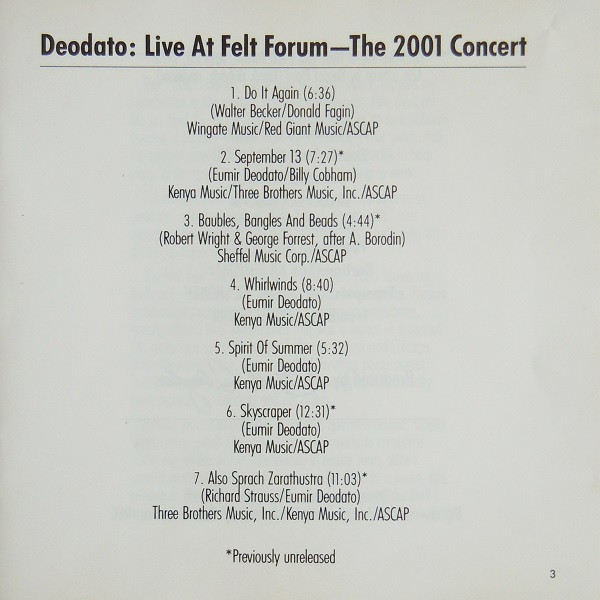 Deodato: Live At Felt Forum—The 2001 Concert
1. Do It Again (6:36)
(Walter Becker/Donald Fagin)
Wingate Music/Red Giant Music/ASCAP
2. September 13 (7:27)*
(Eumir Deodato/Billy Cobham)
Kenya Music/Three Brothers Music, Inc./ASCAP
3. Baubles, Bangles And Beads (4:44)*
(Robert Wright & George Forrest, after A. Borodin)
Sheffel Music Corp./ASCAP
4. Whirlwinds (8:40)
(Eumir Deodato)
Kenya Music/ASCAP
5. Spirit Of Summer (5:32)
(Eumir Deodato)
Kenya Music/ASCAP
6. Skyscraper (12:31)*
(Eumir Deodato)
Kenya Music/ASCAP
7. Also Sprach Zarathustra (11:03)*
(Richard Strauss/Eumir Deodato)
Three Brothers Music, Inc./Kenya Music, Inc./ASCAP
*Previously unreleased
3